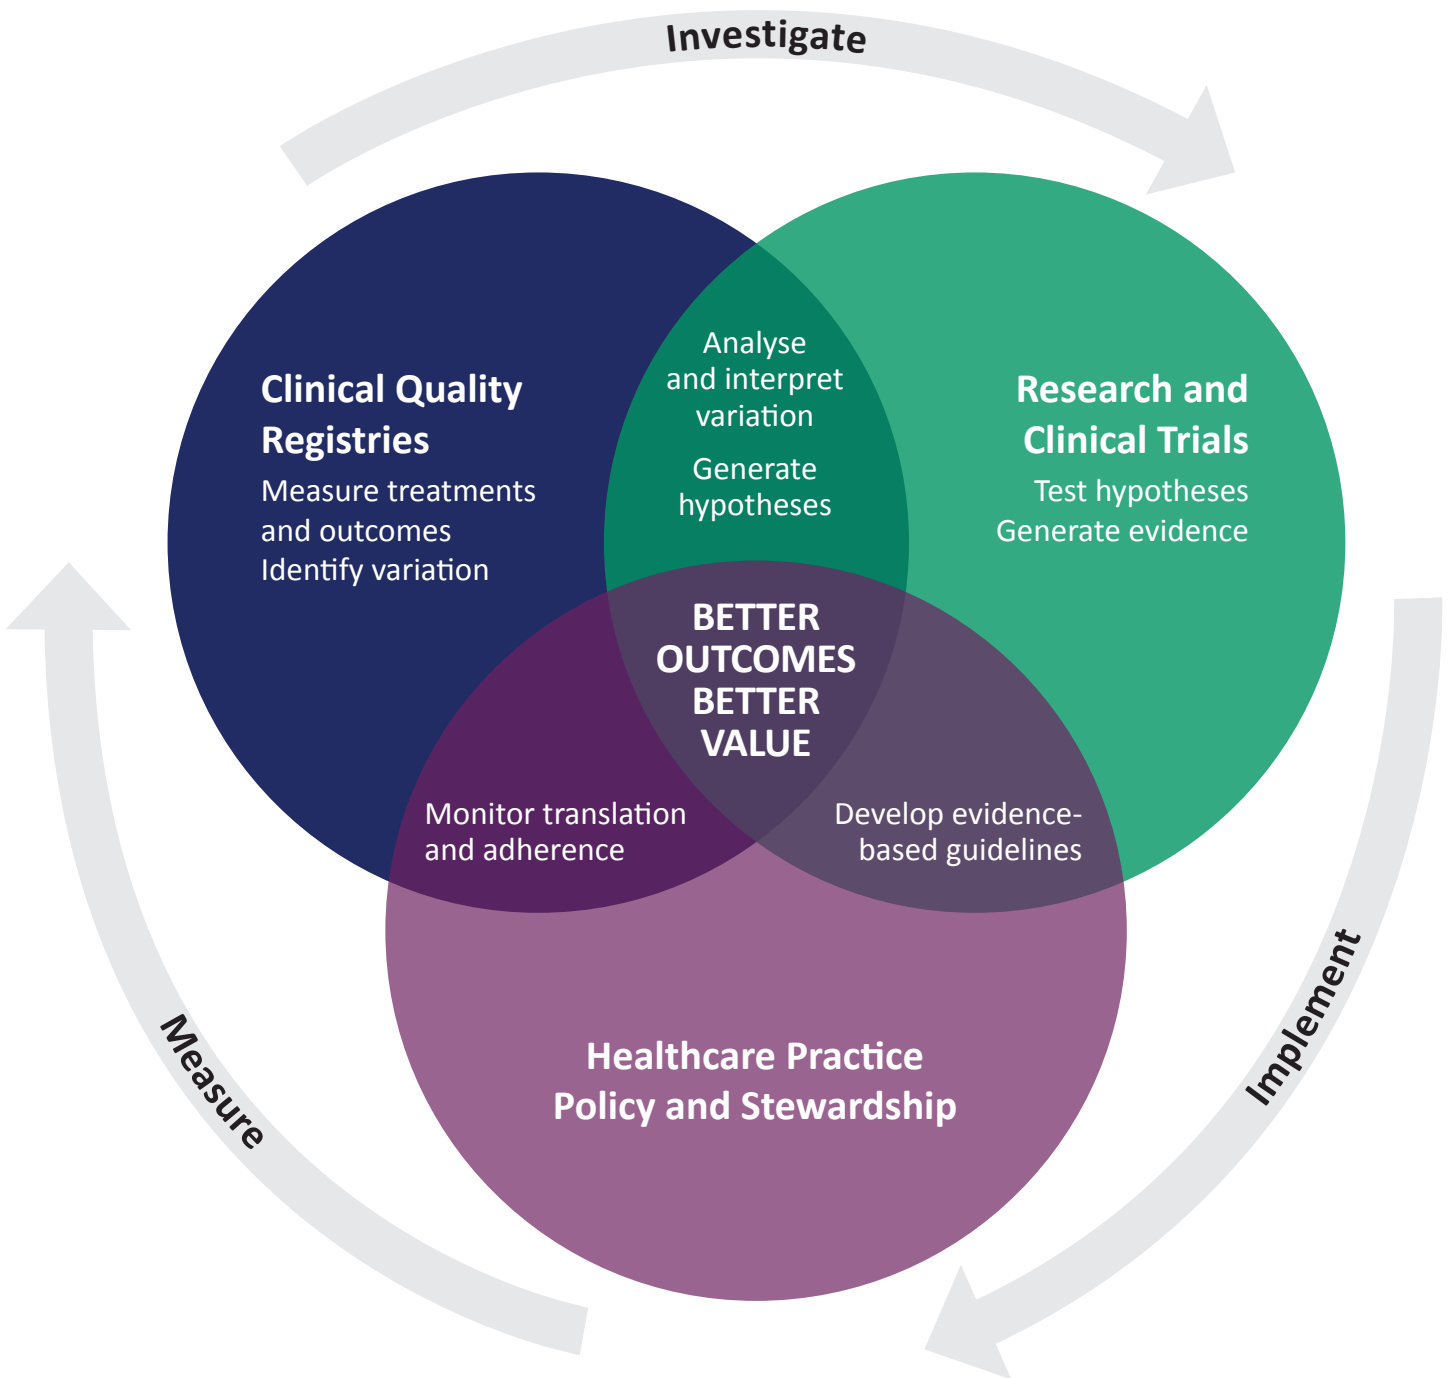 Investigate
Clinical Quality
Registries
Measure treatments
and outcomes
Identify variation
Analyse
and interpret
variation
Generate
hypotheses
Research and
Clinical Trials
Test hypotheses
Generate evidence
BETTER
OUTCOMES
BETTER
VALUE
Monitor translation
and adherence
Develop evidence-
based guidelines
Healthcare Practice
Policy and Stewardship
Measure
Implement